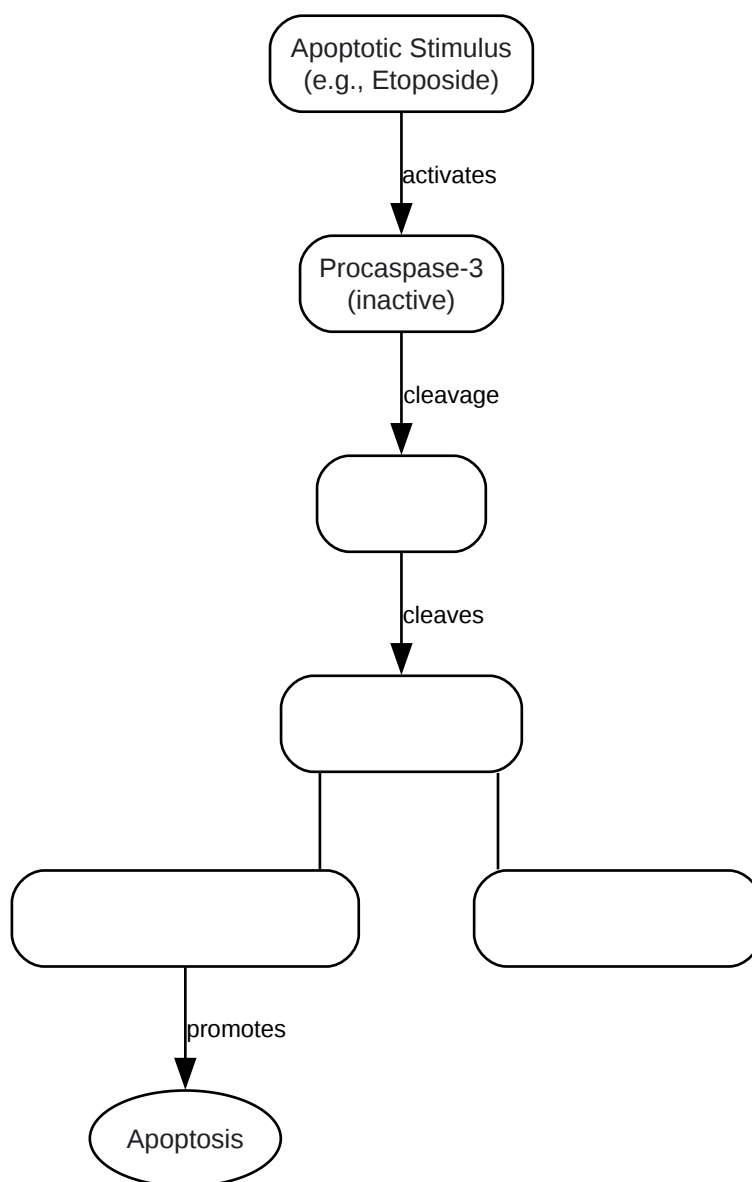 Apoptotic Stimulus
(e.g., Etoposide)
activates
Procaspase-3
(inactive)
cleavage
cleaves
promotes
Apoptosis